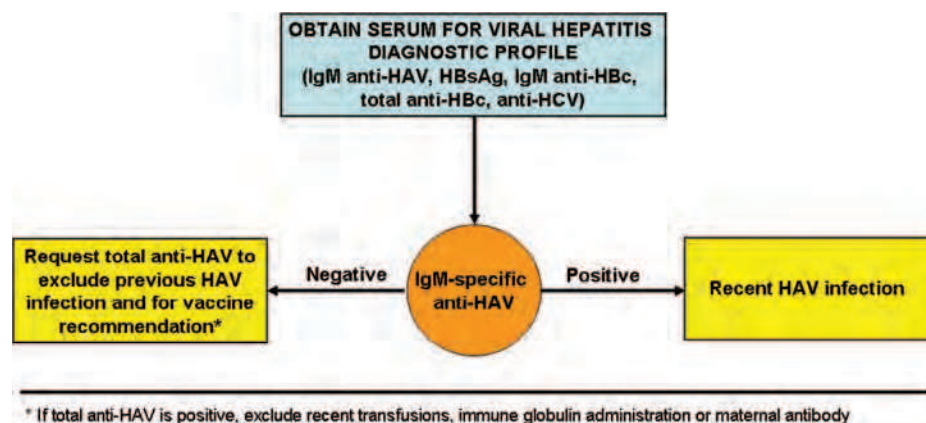 OBTAIN SERUM FOR VIRAL HEPATITIS
DIAGNOSTIC PROFILE
(IgM anti-HAV, HBsAg, IgM anti-HBc,
total anti-HBc, anti-HCV)
Request total anti-HAV to
exclude previous HAV
infection and for vaccine
recommendation*
Negative
IgM-specific
anti-HAV
Positive
Recent HAV infection
* If total anti-HAV is positive, exclude recent transfusions, immune globulin administration or maternal antibody